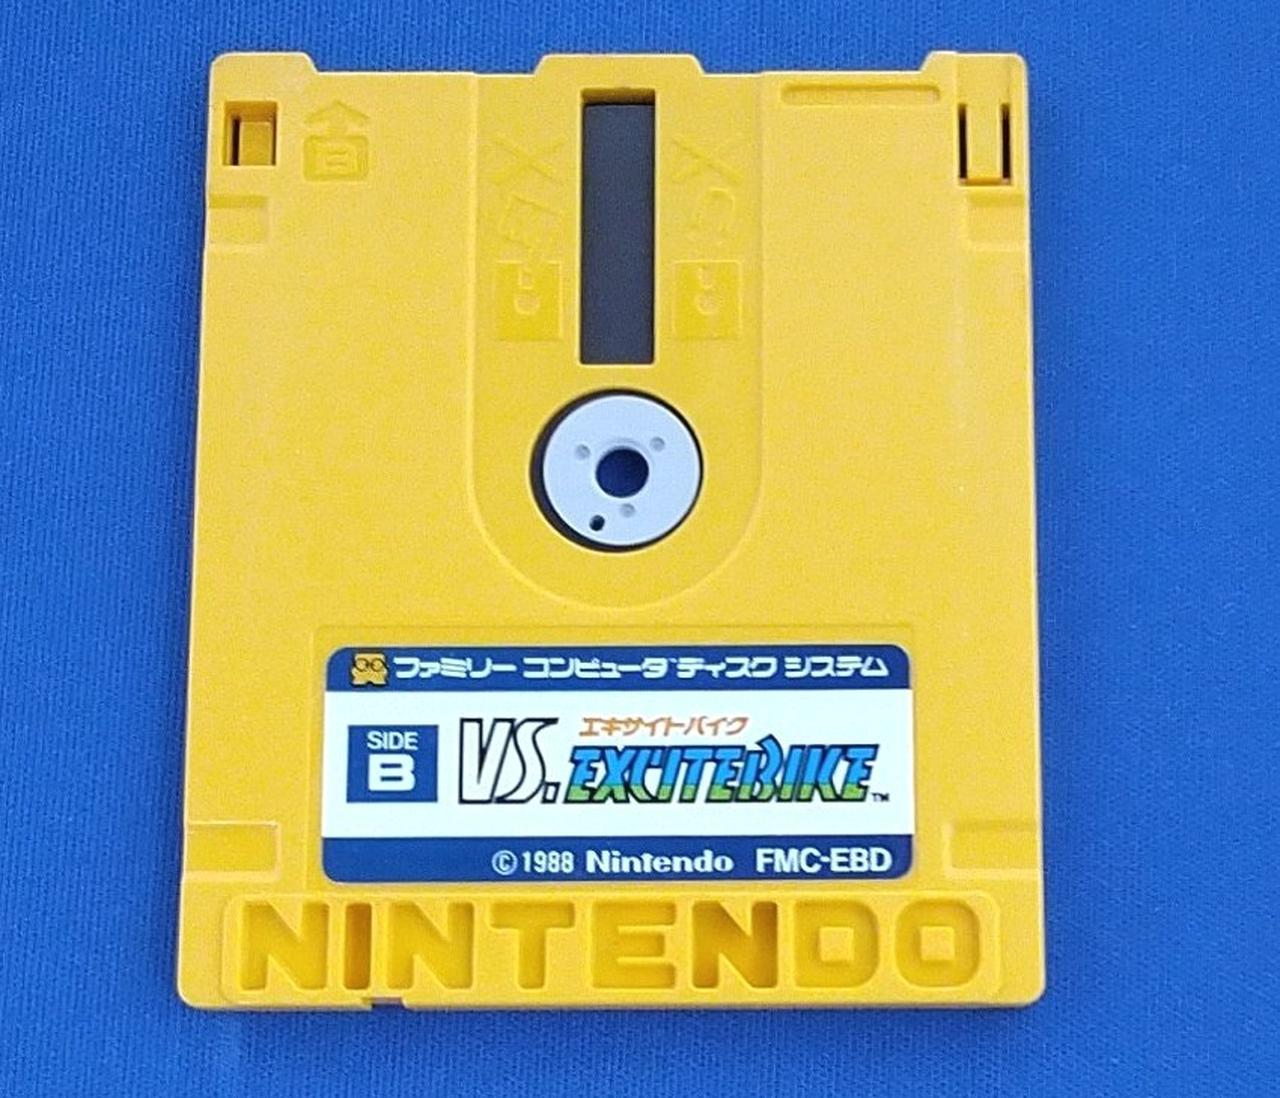 B
ファミリー コンピュータ ディスク システム
SIDE
B
エキサイトバイク
VS. EXCITEBIKE™
©1988 Nintendo FMC-EBD
NINTENDO